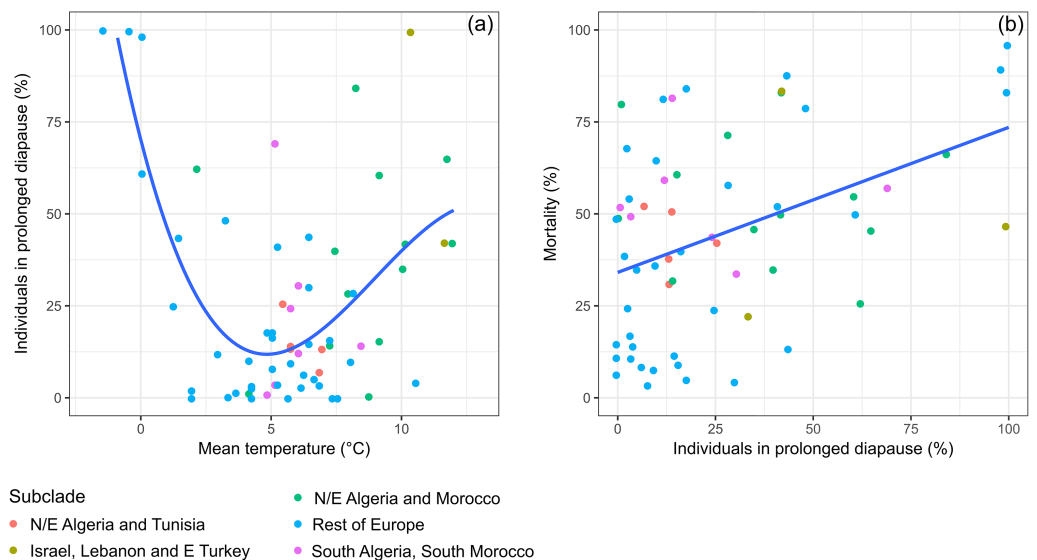 (a)
100
75
50
25
0
Individuals in prolonged diapause (%)
0 5 10
Mean temperature (°C)
(b)
100
75
50
25
0
Mortality (%)
0 25 50 75 100
Individuals in prolonged diapause (%)
Subclade
N/E Algeria and Tunisia
Israel, Lebanon and E Turkey
N/E Algeria and Morocco
Rest of Europe
South Algeria, South Morocco